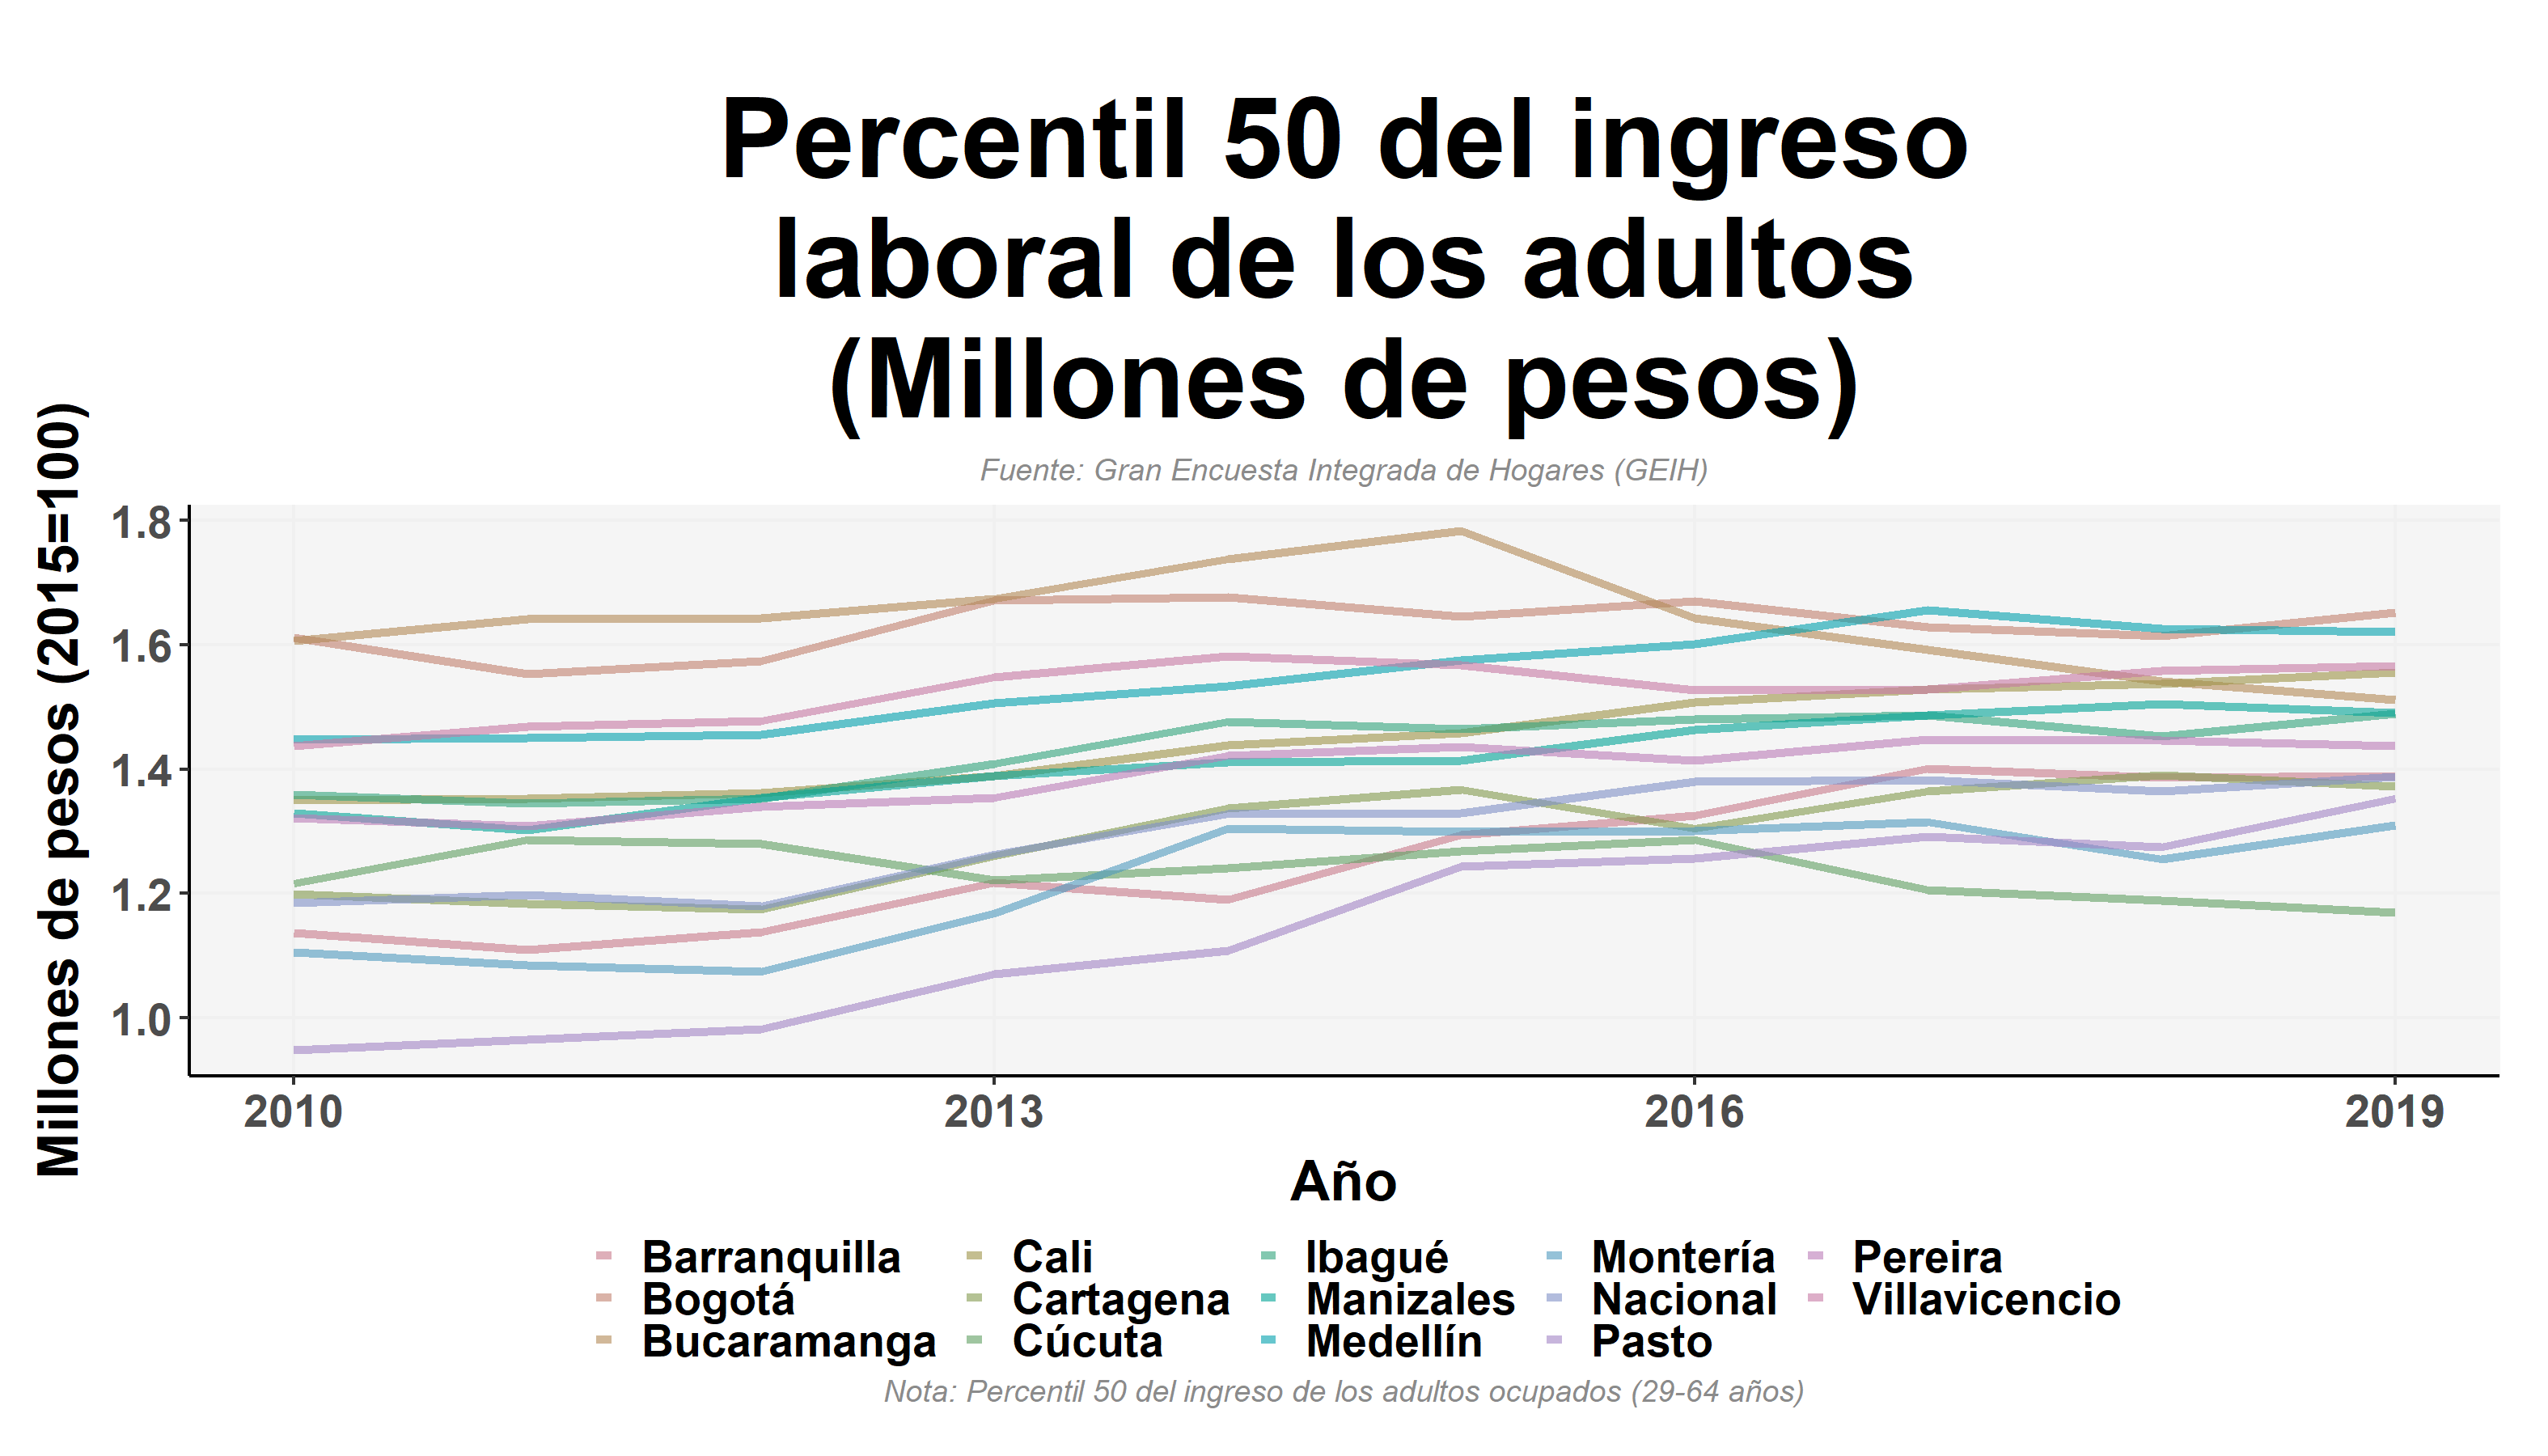 Percentil 50 del ingreso
laboral de los adultos
(Millones de pesos)
Fuente: Gran Encuesta Integrada de Hogares (GEIH)
Millones de pesos (2015=100)
1.8
1.6
1.4
1.2
1.0
2010 2013 2016 2019
Año
Barranquilla Cali Ibagué Montería Pereira
Bogotá Cartagena Manizales Nacional Villavicencio
Bucaramanga Cúcuta Medellín Pasto
Nota: Percentil 50 del ingreso de los adultos ocupados (29-64 años)